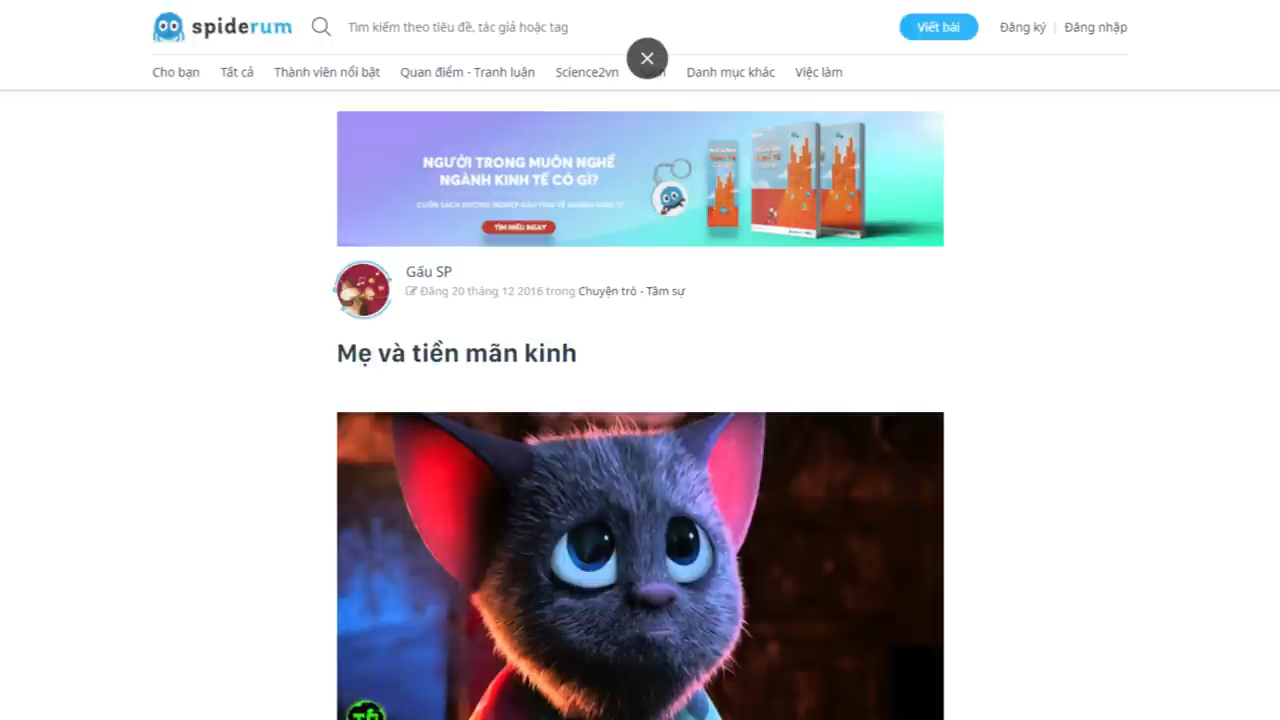 spiderum
Tìm kiếm theo tiêu đề, tác giả hoặc tag
Viết bài
Đăng ký
Đăng nhập
Cho bạn
Tất cả
Thành viên nổi bật
Quan điểm - Tranh luận
Science2vn
Danh mục khác
Việc làm
NGƯỜI TRONG MUÔN NGHỀ
NGÀNH KINH TẾ CÓ GÌ?
TÌM HIỂU NGAY
Gấu SP
Đăng 20 tháng 12 2016 trong Chuyện trò - Tâm sự
Mẹ và tiền mãn kinh